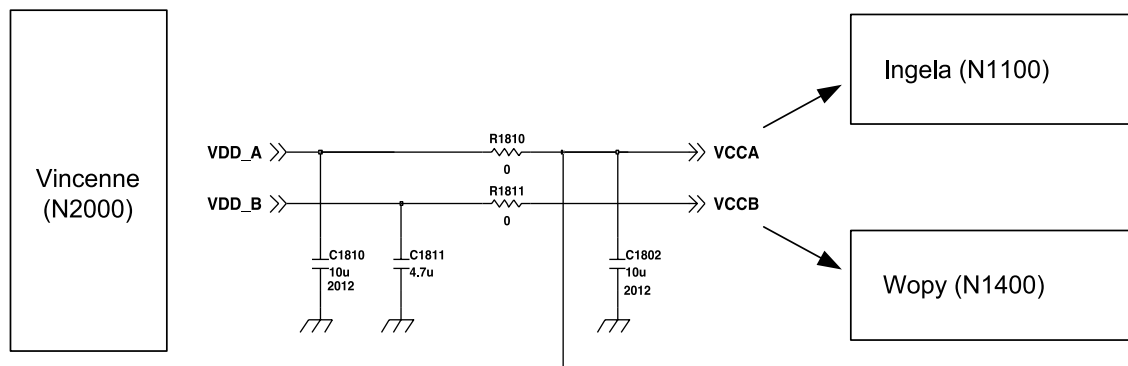 Vincenne
(N2000)
VDD_A
R1810
0
VCCA
VDD_B
R1811
0
VCCB
C1810
10u
2012
C1811
4.7u
C1802
10u
2012
Ingela (N1100)
Wopy (N1400)